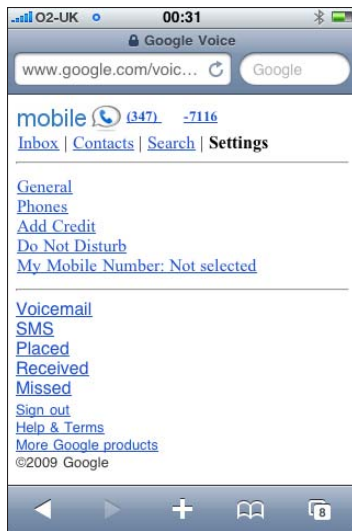 O2-UK 00:31
Google Voice
www.google.com/voic... Google
mobile (347) -7116
Inbox | Contacts | Search | Settings
General
Phones
Add Credit
Do Not Disturb
My Mobile Number: Not selected
Voicemail
SMS
Placed
Received
Missed
Sign out
Help & Terms
More Google products
©2009 Google
8